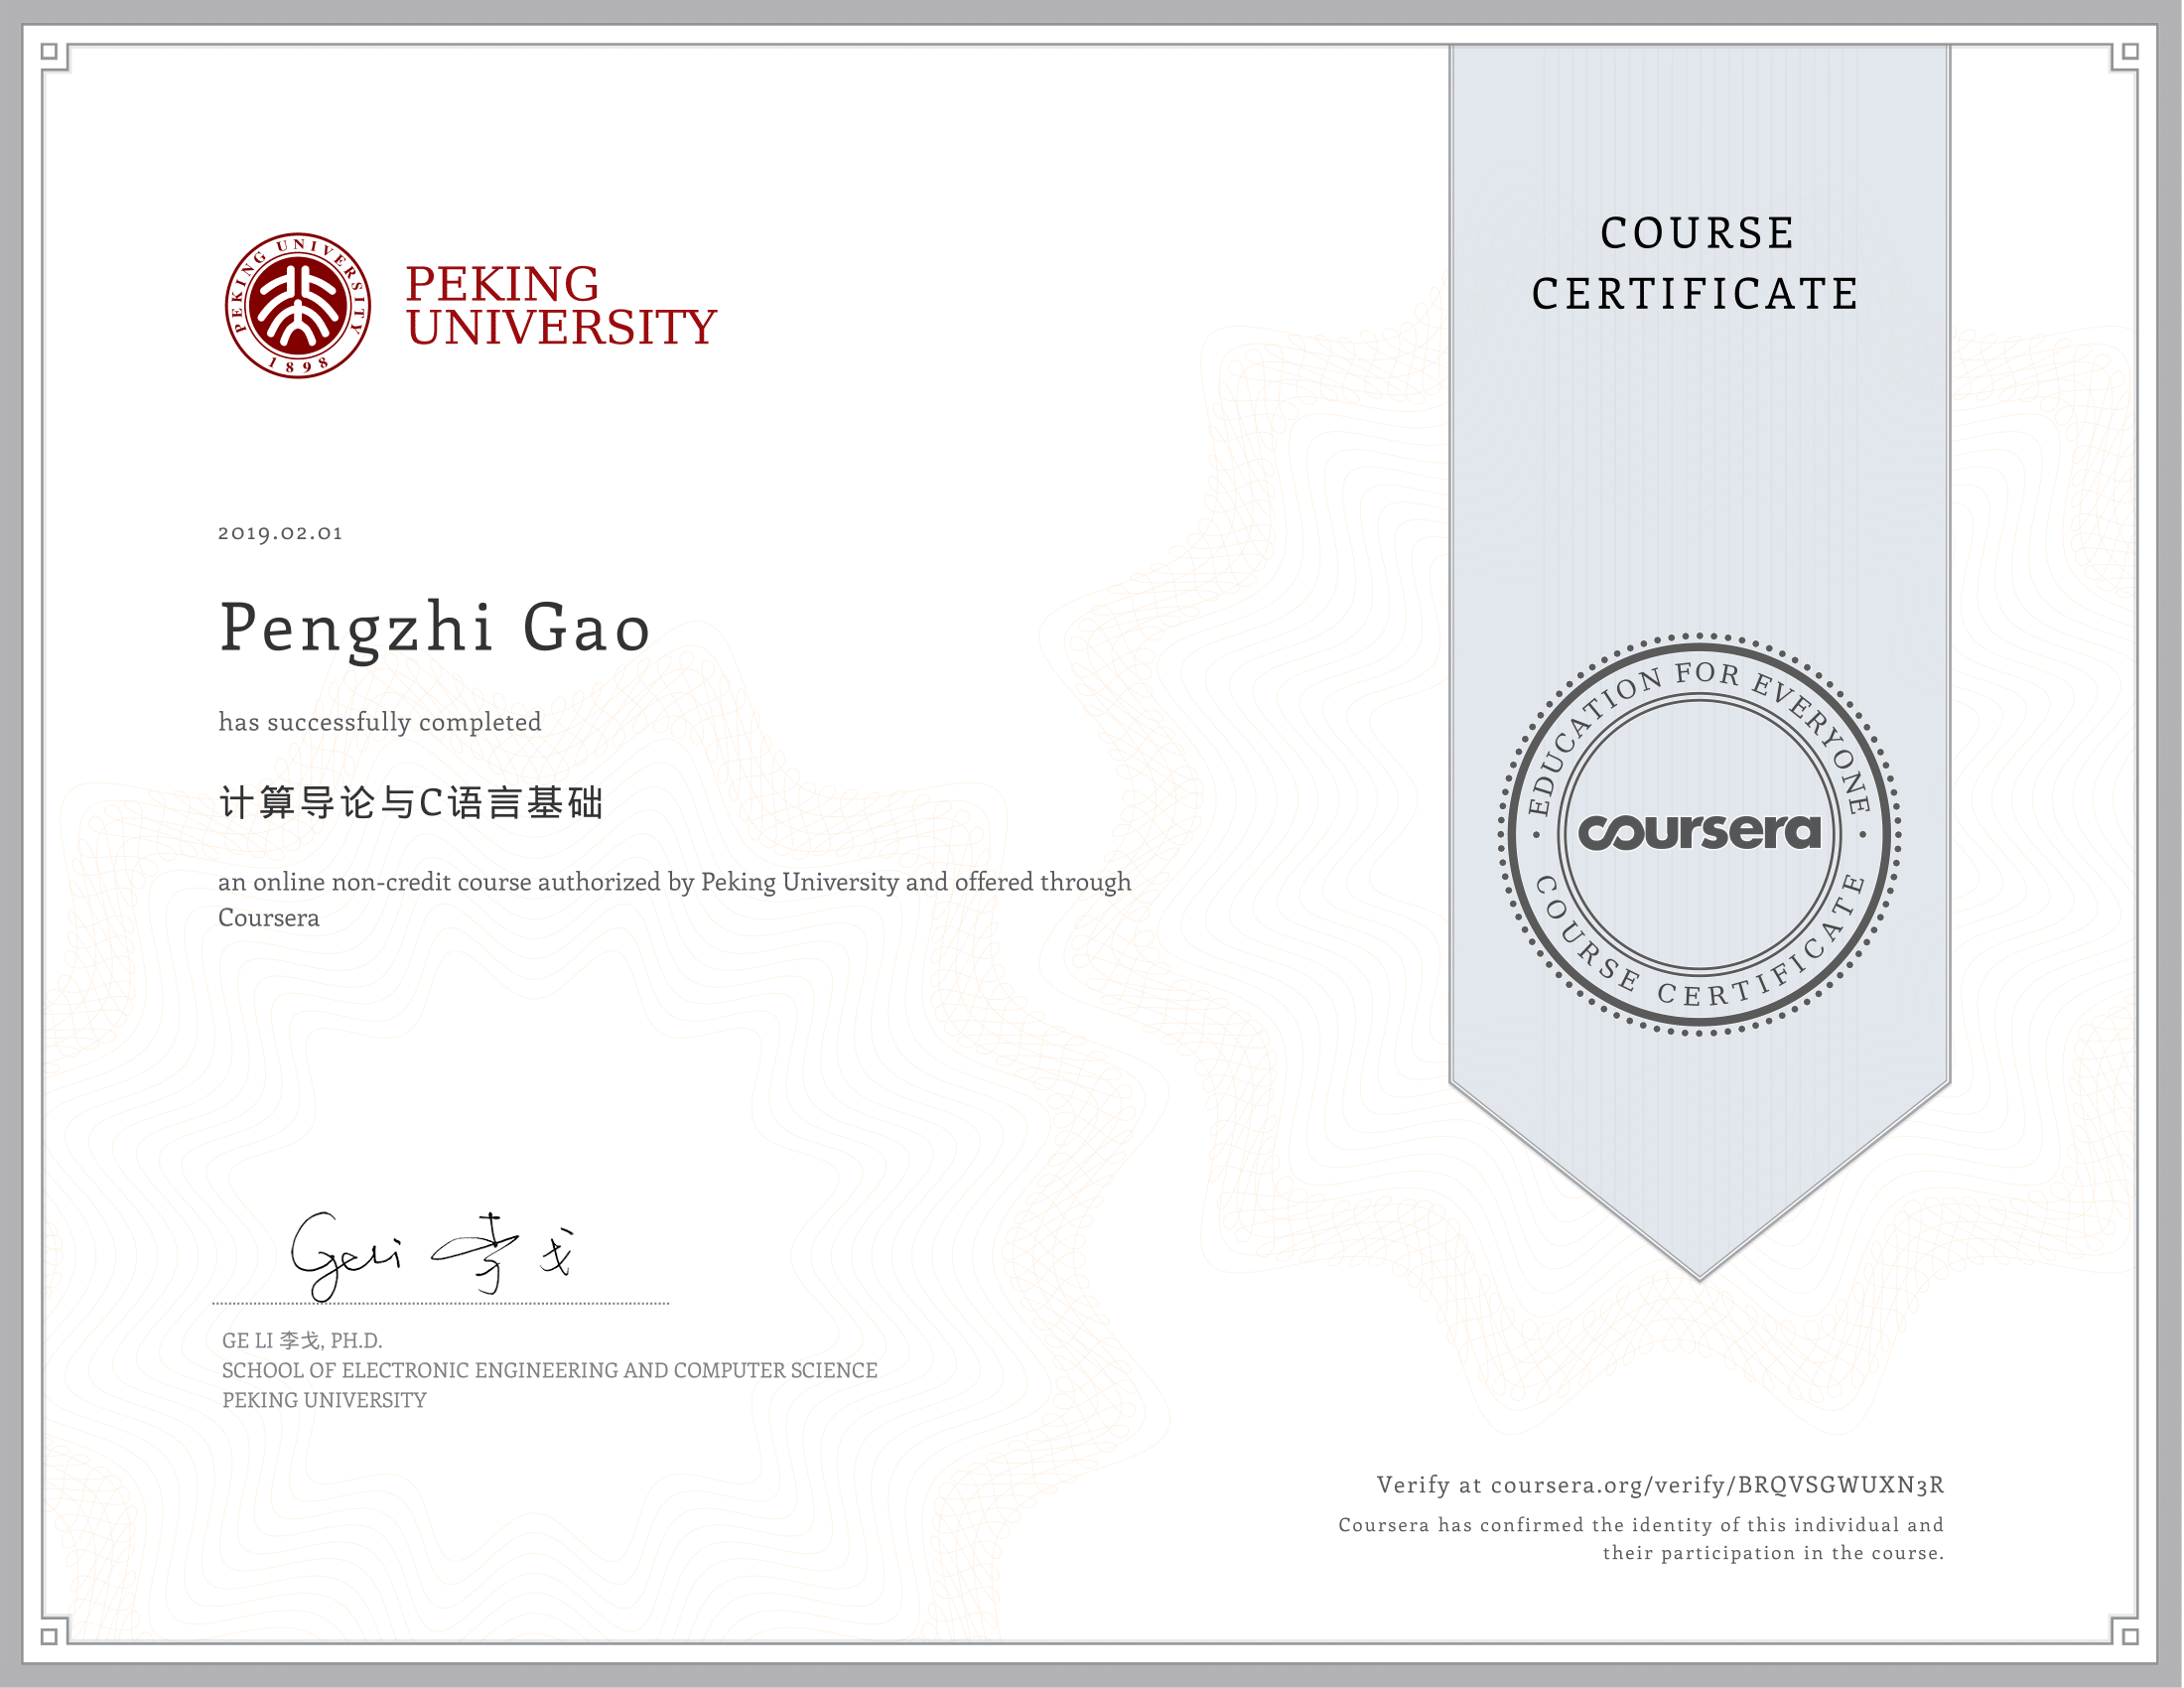 PEKING UNIVERSITY
1898
PEKING
UNIVERSITY
COURSE
CERTIFICATE
2019.02.01
Pengzhi Gao
has successfully completed
计算导论与C语言基础
an online non-credit course authorized by Peking University and offered through
Coursera
EDUCATION FOR EVERYONE
coursera
COURSE CERTIFICATE
Ge Li 李戈
GE LI 李戈, PH.D.
SCHOOL OF ELECTRONIC ENGINEERING AND COMPUTER SCIENCE
PEKING UNIVERSITY
Verify at coursera.org/verify/BRQVSGWUXN3R
Coursera has confirmed the identity of this individual and
their participation in the course.